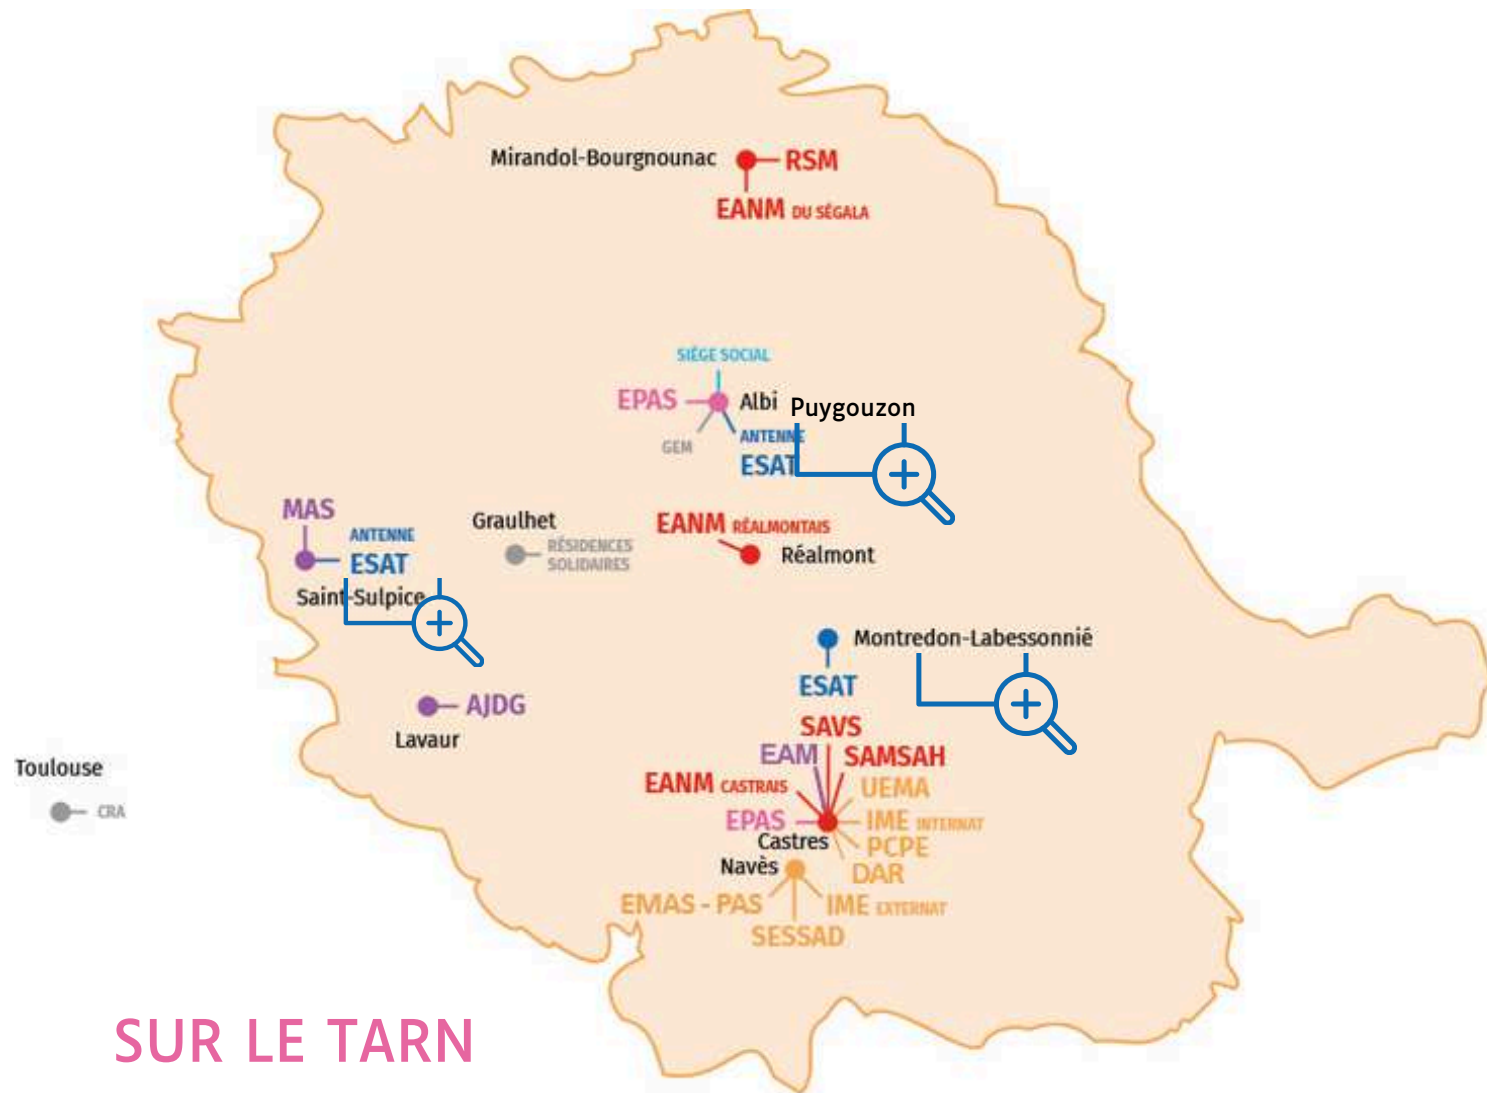 Mirandol-Bourgnounac
RSM
EANM DU SÉGALA
SIÉGE SOCIAL
EPAS
Albi
Puygouzon
GEM
ANTENNE
ESAT
MAS
ANTENNE
ESAT
Saint-Sulpice
Graulhet
RÉSIDENCES
SOLIDAIRES
EANM RÉALMONTAIS
Réalmont
Montredon-Labessonnié
ESAT
AJDG
Lavaur
Toulouse
CRA
SAVS
EAM
SAMSAH
EANM CASTRAIS
UEMA
EPAS
IME INTERNAT
Castres
PCPE
Navès
DAR
EMAS - PAS
IME EXTERNAT
SESSAD
SUR LE TARN